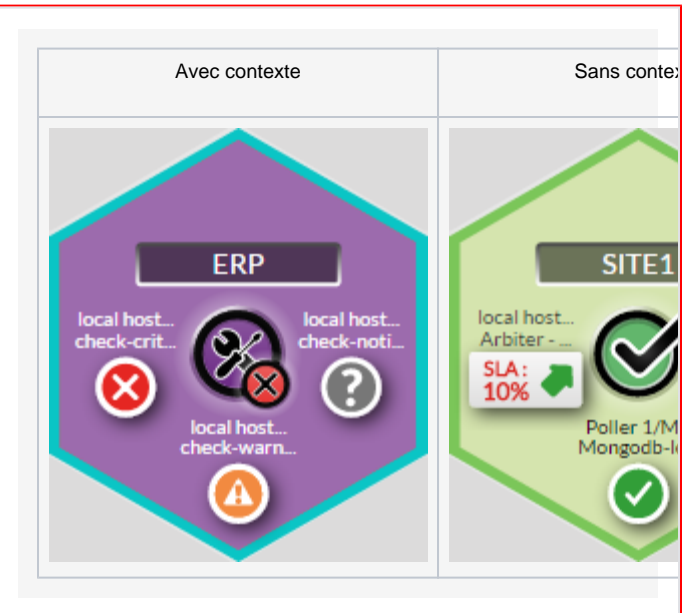 Avec contexte
Sans contex
ERP
local host...
check-crit...
local host...
check-noti...
local host...
check-warn...
SITE1
local host...
Arbiter - ...
SLA :
10%
Poller 1/M
Mongodb-l